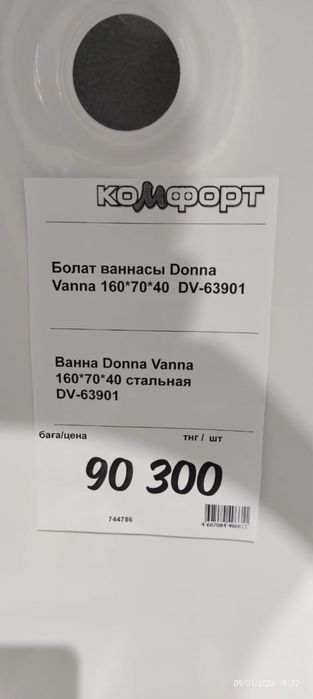 комфорт
Болат ваннасы Donna
Vanna 160*70*40 DV-63901
Ванна Donna Vanna
160*70*40 стальная
DV-63901
баға/цена тнг / шт
90 300
744786
09/01/2026 19:22